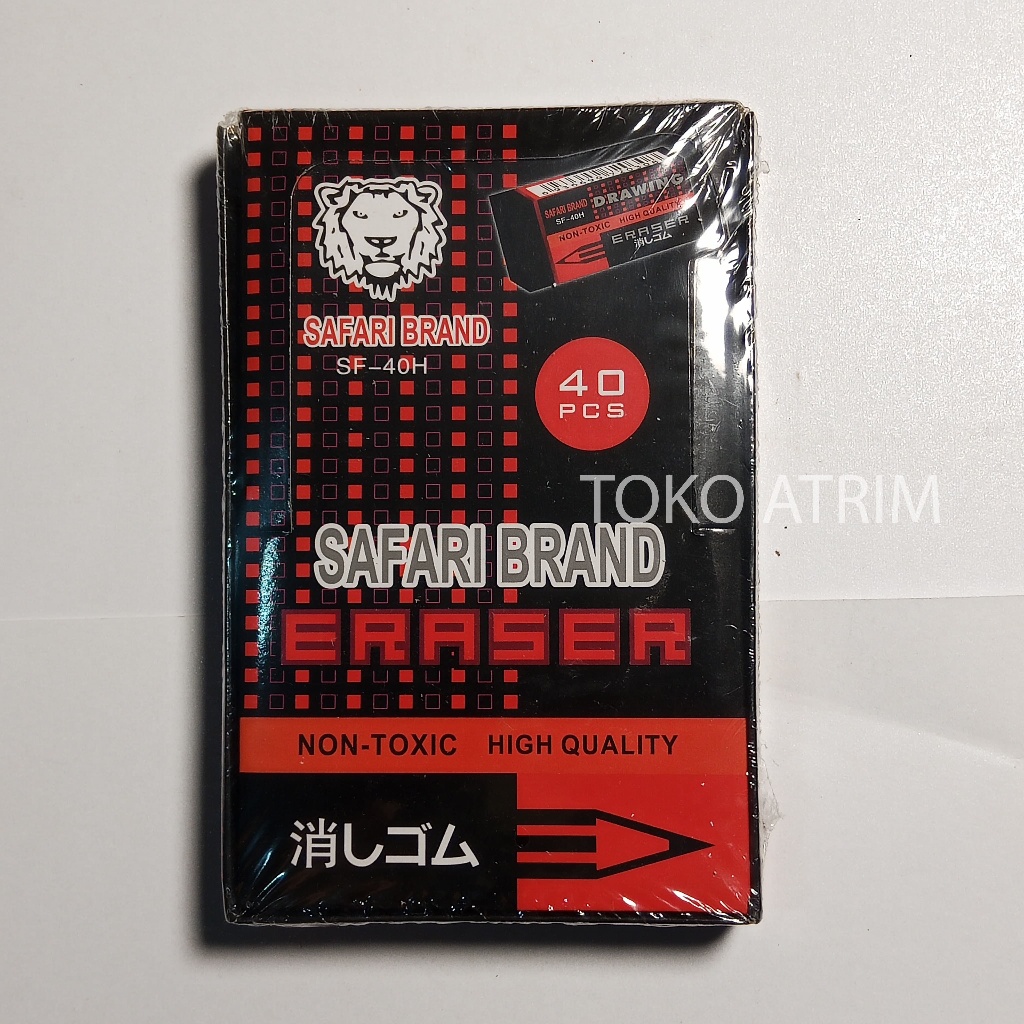 SAFARI BRAND
SF-40H
DRAWING
SAFARI BRAND
SF-40H
NON-TOXIC HIGH QUALITY
ERASER
消しゴム
40
PCS
TOKO ATRIM
SAFARI BRAND
ERASER
NON-TOXIC HIGH QUALITY
消しゴム